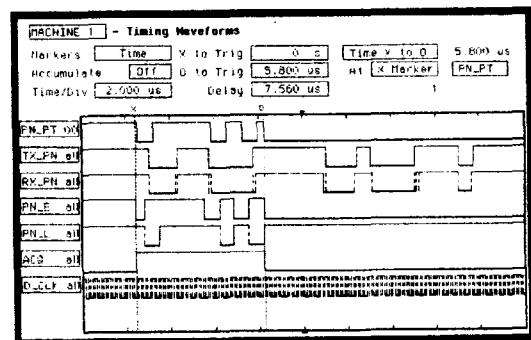 MACHINE 1 - Timing Waveforms
Markers Time X to Trig 0 s Time X to O 5.800 us
Accumulate Off O to Trig 5.800 us At X Marker PN_PT
Time/Div 2.000 us Delay 7.560 us 1
X O
PN_PT 00
TX_PN all
RX_PN all
PN_E all
PN_L all
ACQ all
D_CLK all